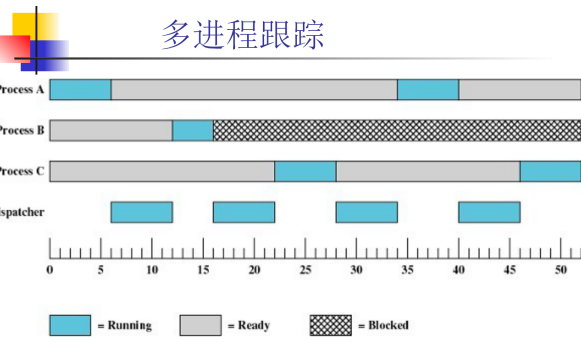 多进程跟踪
Process A
Process B
Process C
ispatcher
0 5 10 15 20 25 30 35 40 45 50
= Running = Ready = Blocked